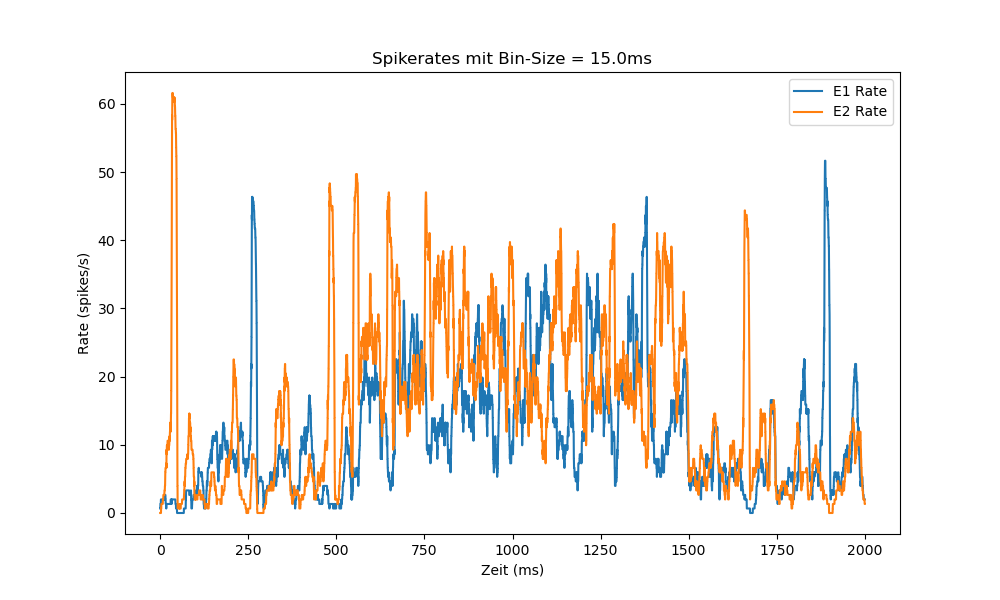 Spikerates mit Bin-Size = 15.0ms
E1 Rate
E2 Rate
60
50
40
30
20
10
0
Rate (spikes/s)
0 250 500 750 1000 1250 1500 1750 2000
Zeit (ms)